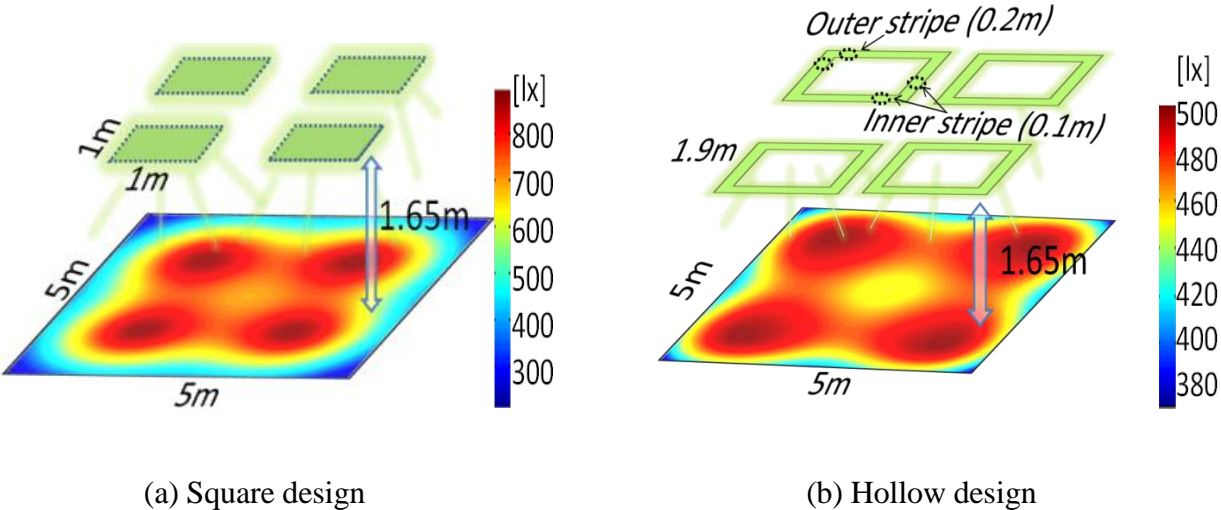 [lx]
800
700
600
500
400
300
1m
1m
1.65m
5m
5m
(a) Square design
Outer stripe (0.2m)
Inner stripe (0.1m)
1.9m
1.65m
5m
5m
[lx]
500
480
460
440
420
400
380
(b) Hollow design